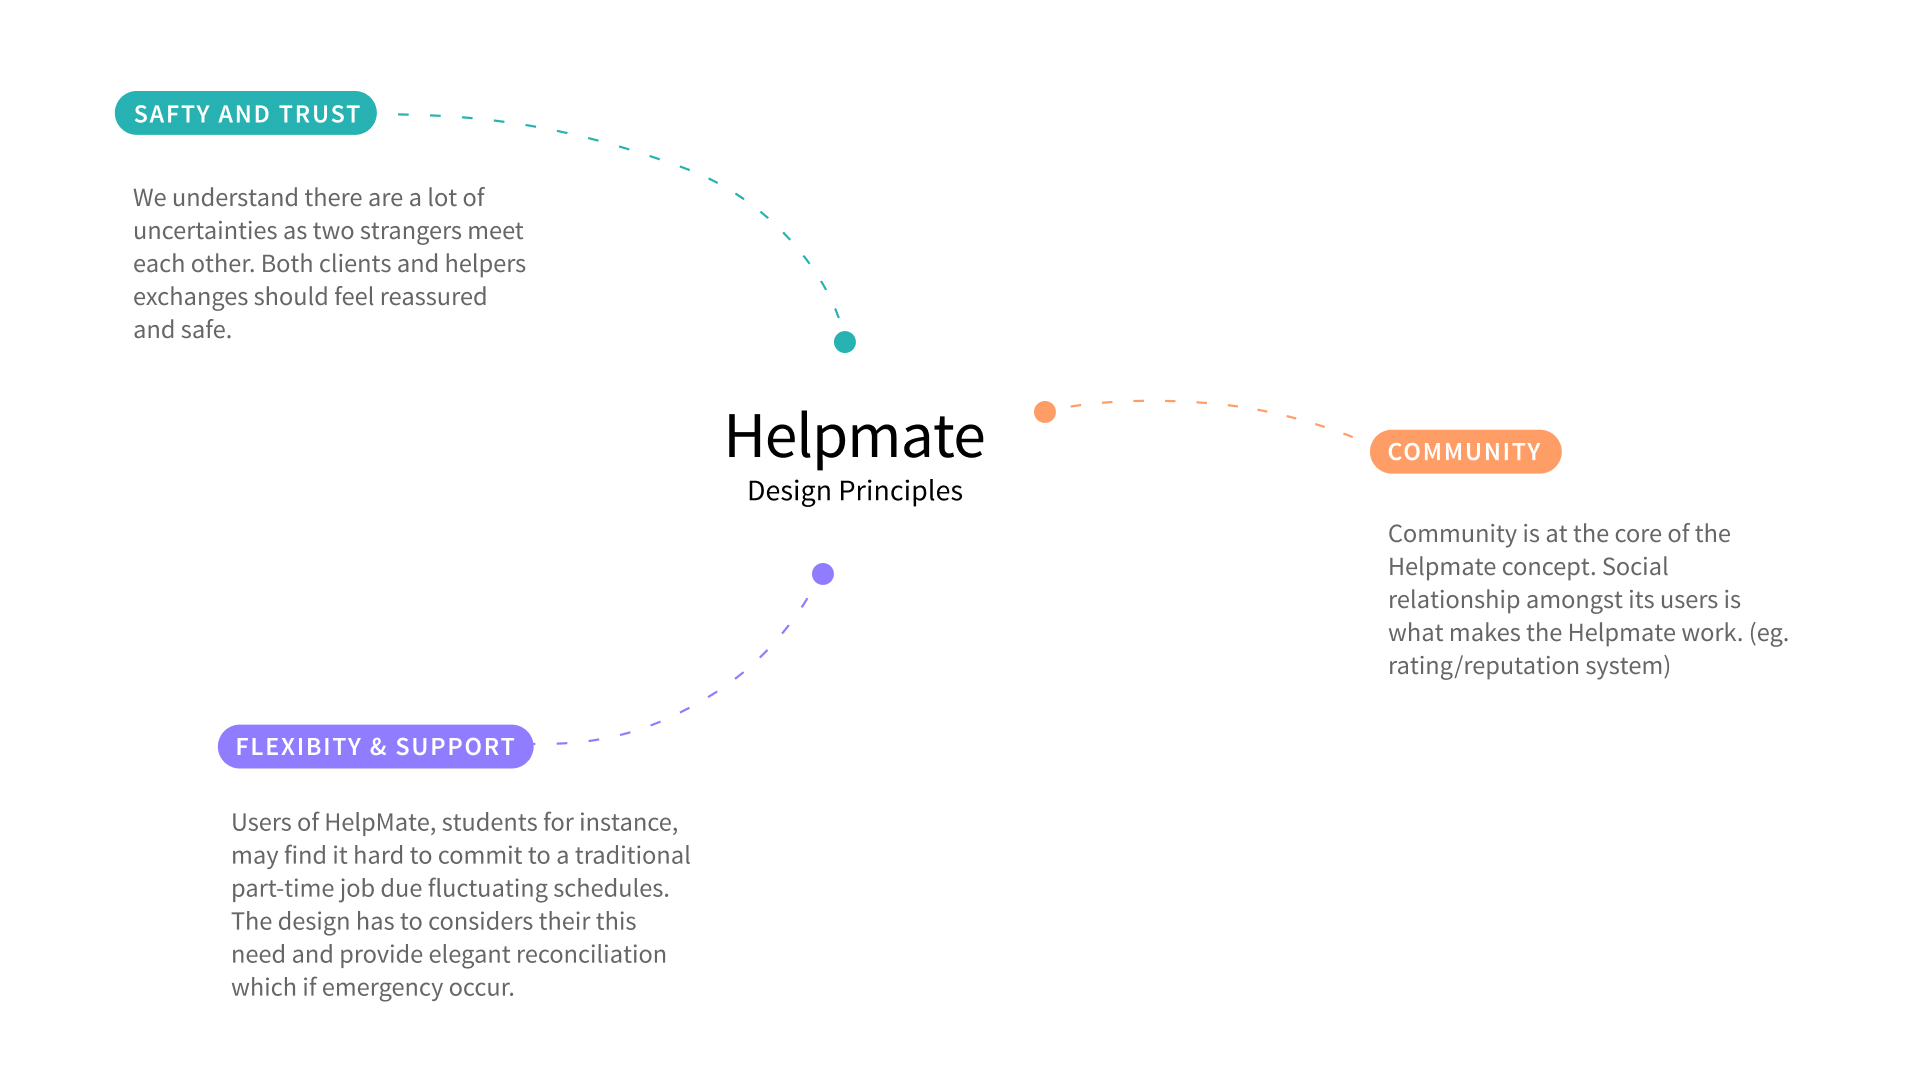 SAFTY AND TRUST
We understand there are a lot of
uncertainties as two strangers meet
each other. Both clients and helpers
exchanges should feel reassured
and safe.
Helpmate
Design Principles
COMMUNITY
Community is at the core of the
Helpmate concept. Social
relationship amongst its users is
what makes the Helpmate work. (eg.
rating/reputation system)
FLEXIBITY & SUPPORT
Users of HelpMate, students for instance,
may find it hard to commit to a traditional
part-time job due fluctuating schedules.
The design has to considers their this
need and provide elegant reconciliation
which if emergency occur.